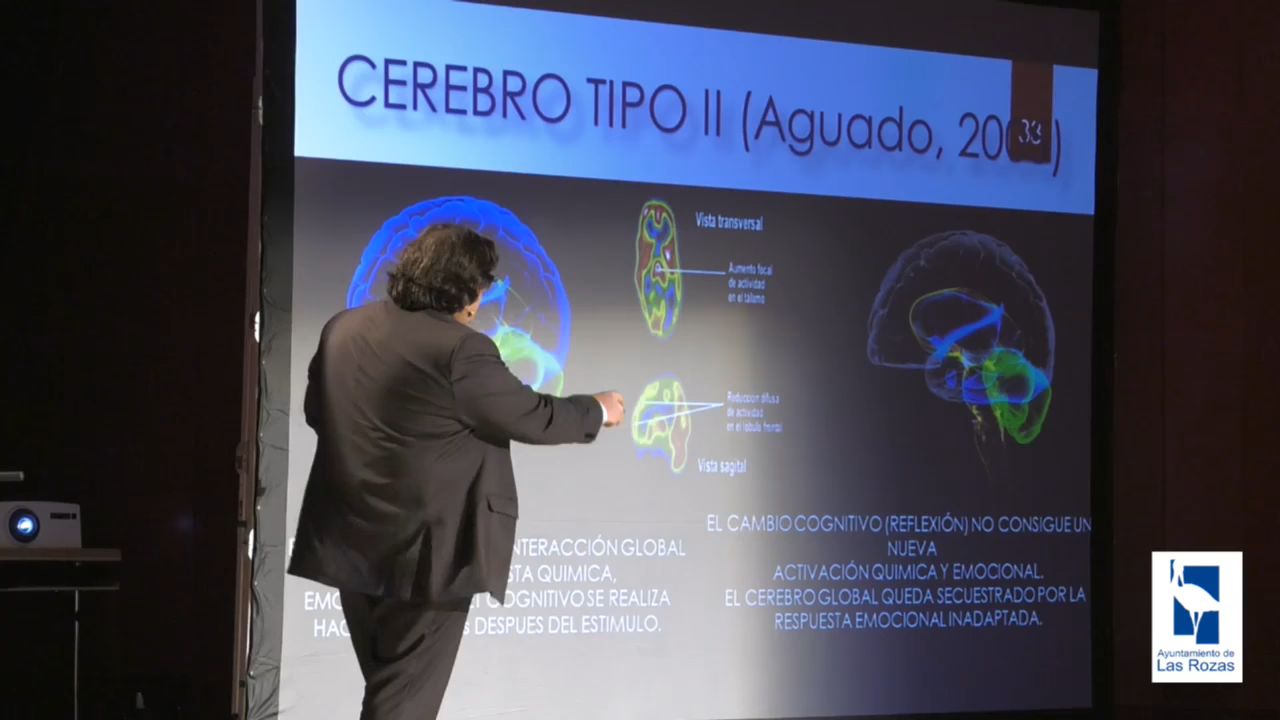 CEREBRO TIPO II (Aguado, 20
33
Vista transversal
Aumento focal
de actividad
en el tálamo
Reducción difusa
de actividad
en el lóbulo frontal
Vista sagital
INTERACCIÓN GLOBAL
QUIMICA,
COGNITIVO SE REALIZA
DESPUES DEL ESTIMULO.
EL CAMBIO COGNITIVO (REFLEXIÓN) NO CONSIGUE UN
NUEVA
ACTIVACIÓN QUIMICA Y EMOCIONAL.
EL CEREBRO GLOBAL QUEDA SECUESTRADO POR LA
RESPUESTA EMOCIONAL INADAPTADA.
Ayuntamiento de
Las Rozas